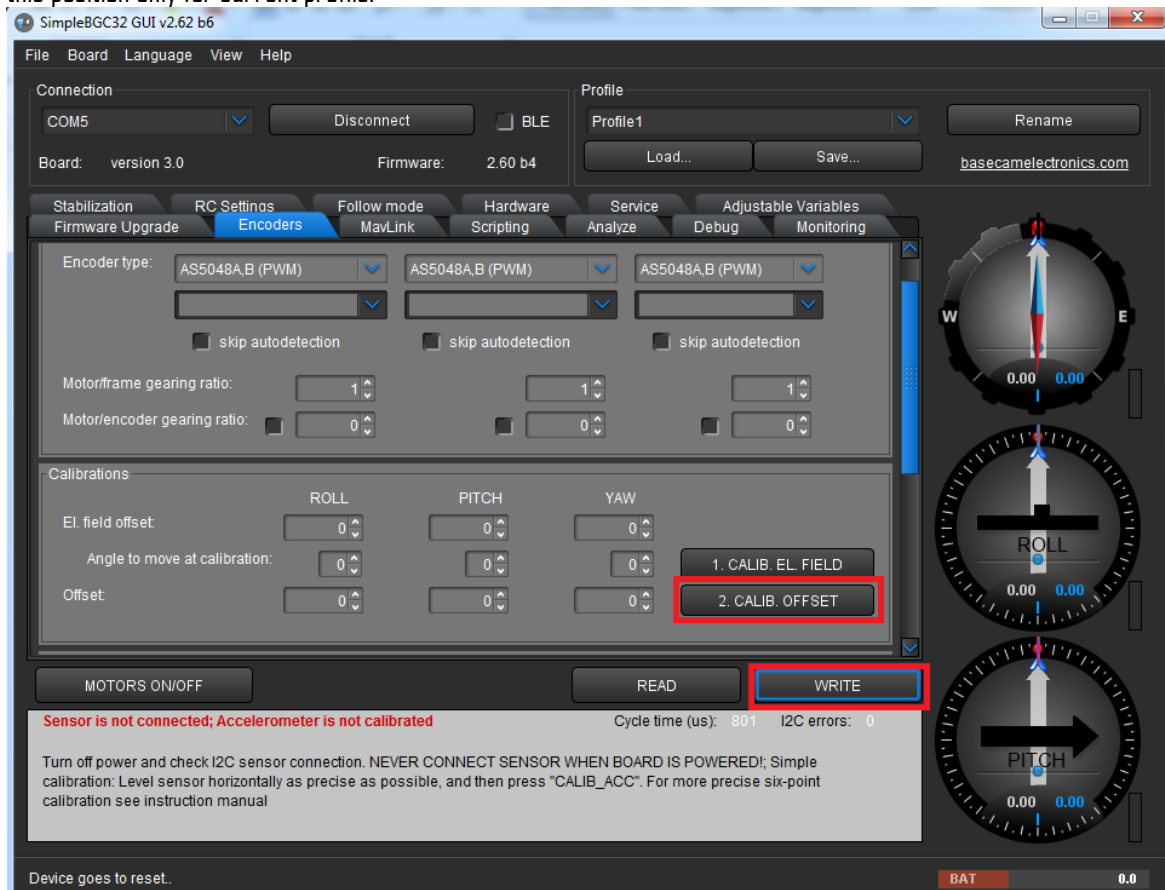 this position only for current profile.
SimpleBGC32 GUI v2.62 b6
File Board Language View Help
Connection
Profile
COM5
Disconnect
BLE
Profile1
Rename
Board: version 3.0
Firmware: 2.60 b4
Load...
Save...
basecamelectronics.com
Stabilization RC Settings Follow mode Hardware Service Adjustable Variables
Firmware Upgrade Encoders MavLink Scripting Analyze Debug Monitoring
Encoder type: AS5048A,B (PWM) AS5048A,B (PWM) AS5048A,B (PWM)
skip autodetection skip autodetection skip autodetection
Motor/frame gearing ratio: 1 1 1
Motor/encoder gearing ratio: 0 0 0
W E
0.00 0.00
Calibrations
ROLL PITCH YAW
El. field offset: 0 0 0
Angle to move at calibration: 0 0 0 1. CALIB. EL. FIELD
Offset: 0 0 0 2. CALIB. OFFSET
ROLL
0.00 0.00
MOTORS ON/OFF READ WRITE
Sensor is not connected; Accelerometer is not calibrated Cycle time (us): 801 I2C errors: 0
Turn off power and check I2C sensor connection. NEVER CONNECT SENSOR WHEN BOARD IS POWERED!; Simple
calibration: Level sensor horizontally as precise as possible, and then press "CALIB_ACC". For more precise six-point
calibration see instruction manual
PITCH
0.00 0.00
Device goes to reset..
BAT 0.0